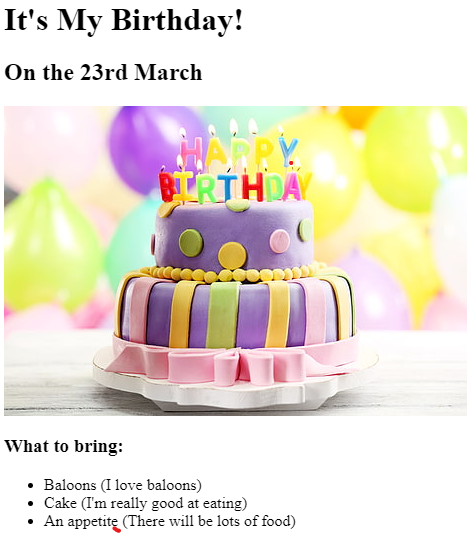 It's My Birthday!
On the 23rd March
HAPPY
BIRTHDAY
What to bring:
Baloons (I love baloons)
Cake (I'm really good at eating)
An appetite (There will be lots of food)